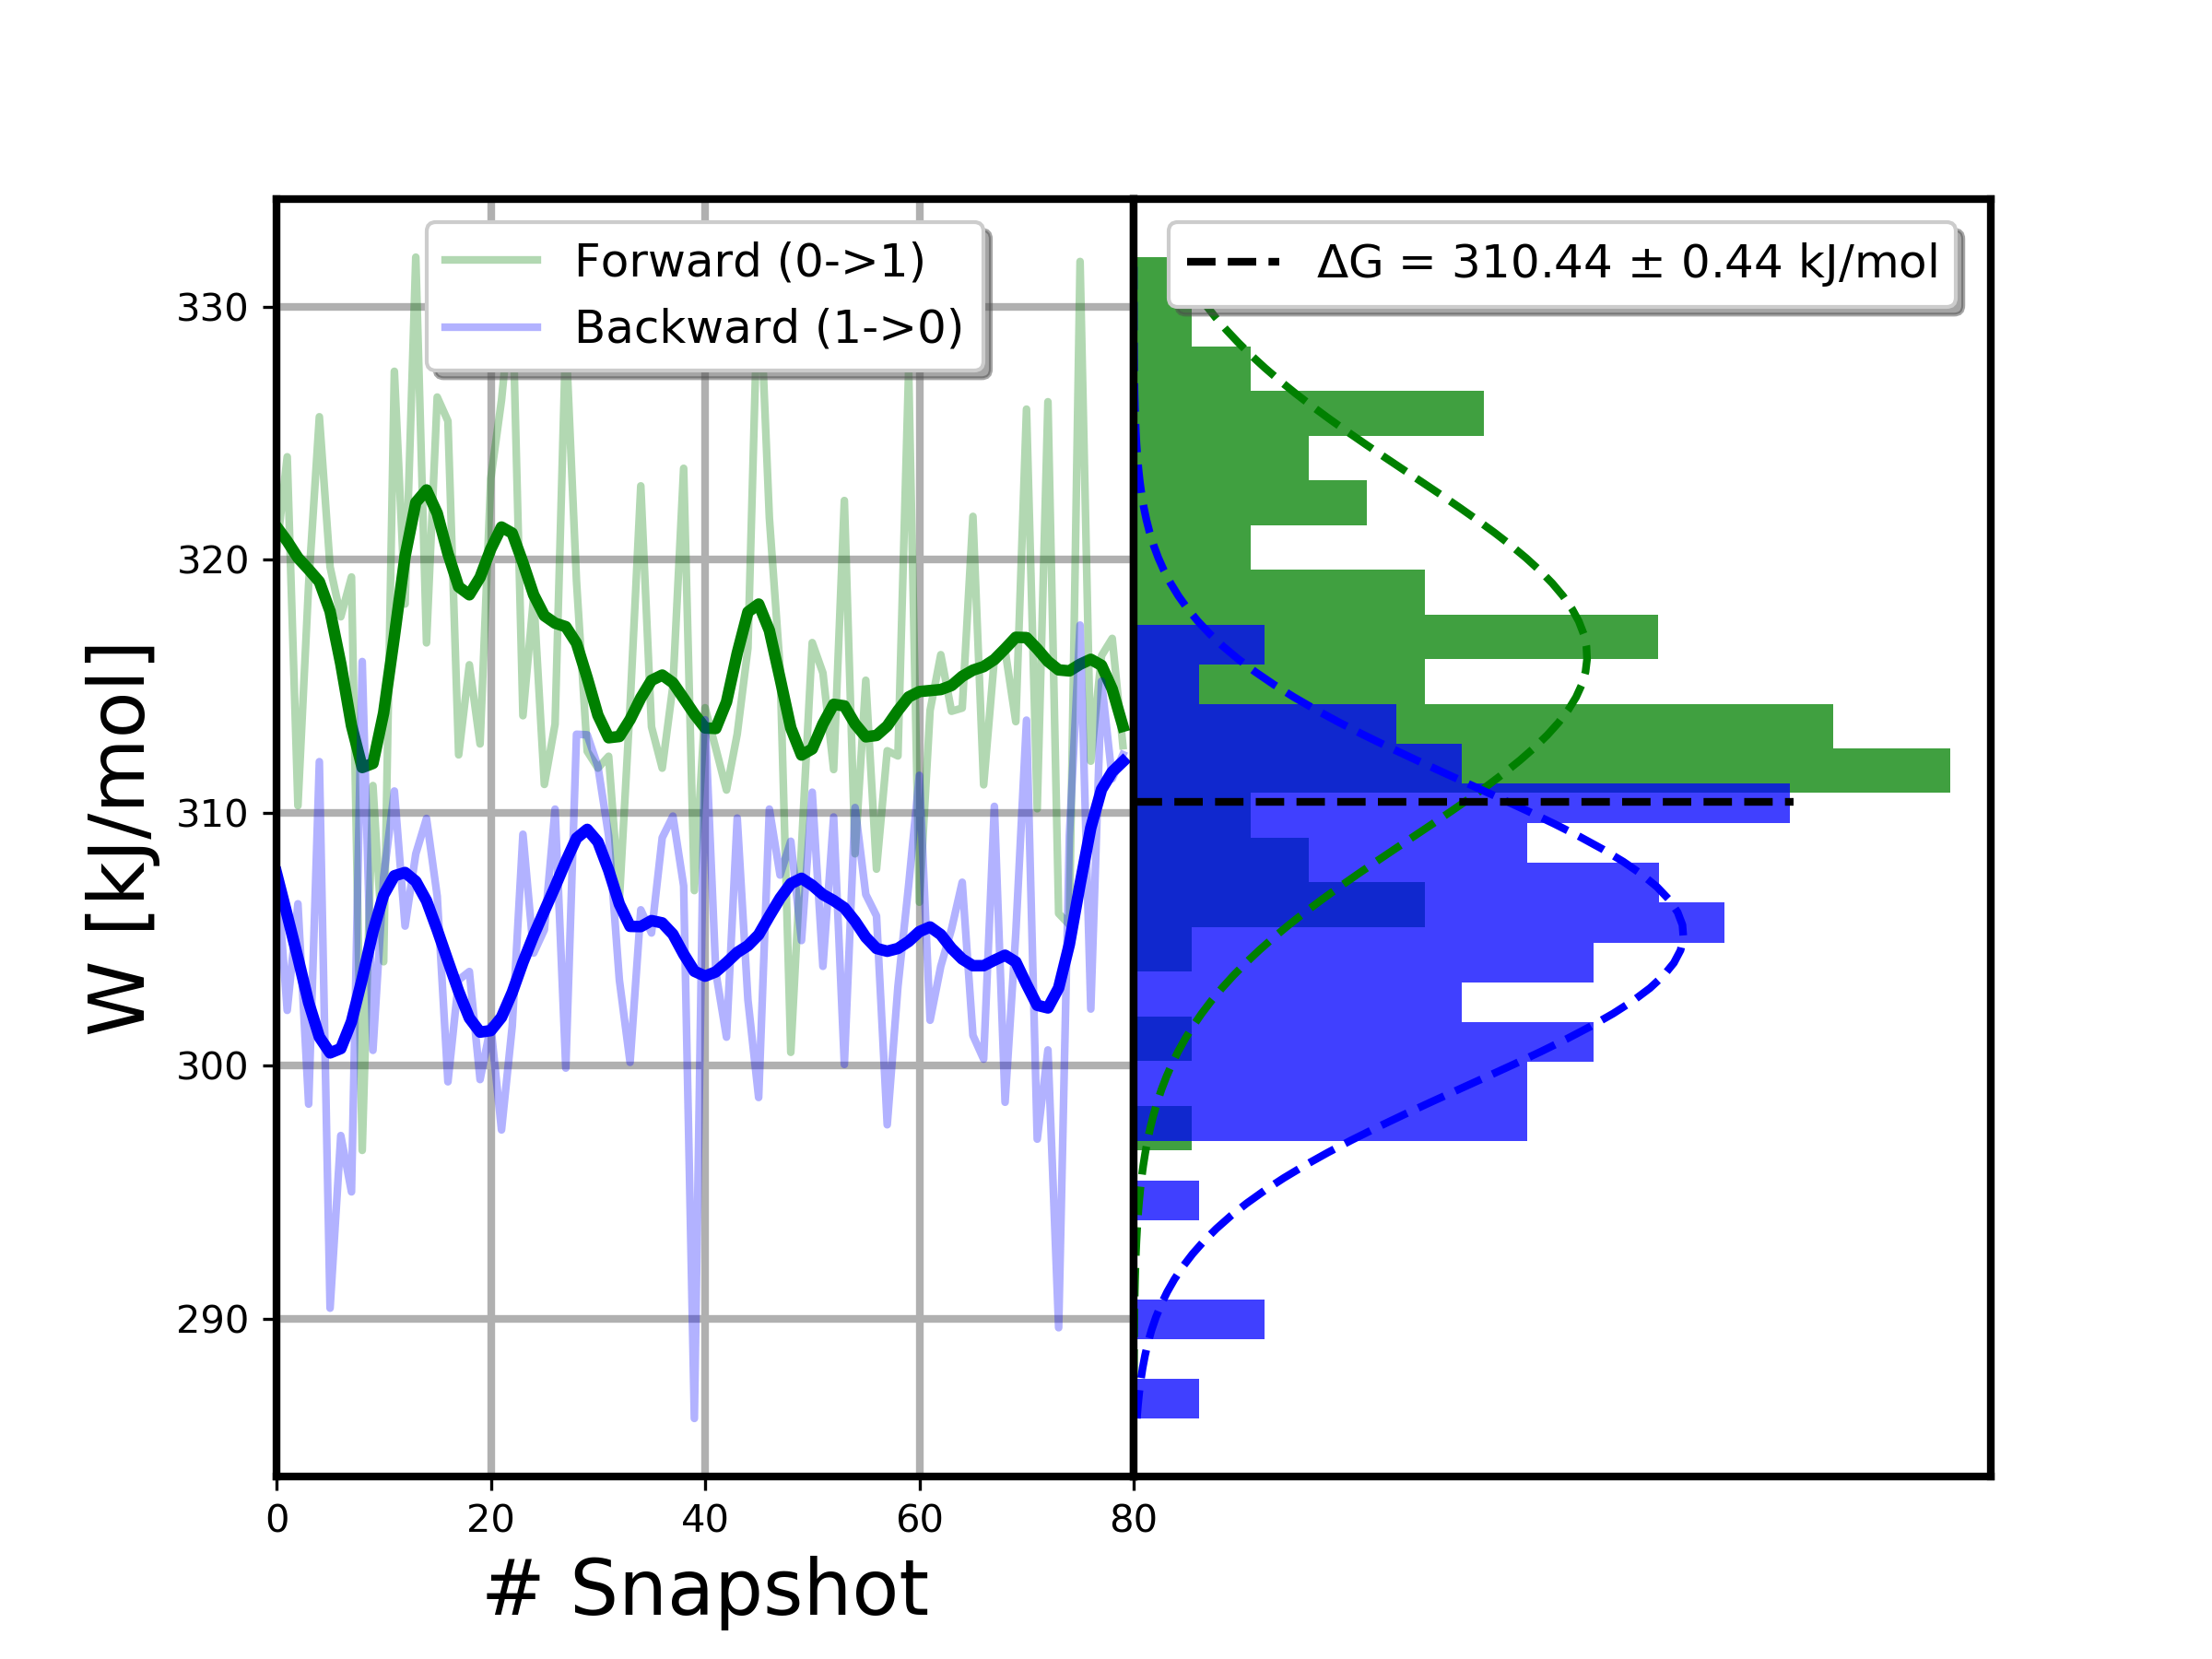 Forward (0->1)
Backward (1->0)
ΔG = 310.44 ± 0.44 kJ/mol
330
320
310
300
290
W [kJ/mol]
0
20
40
60
80
# Snapshot